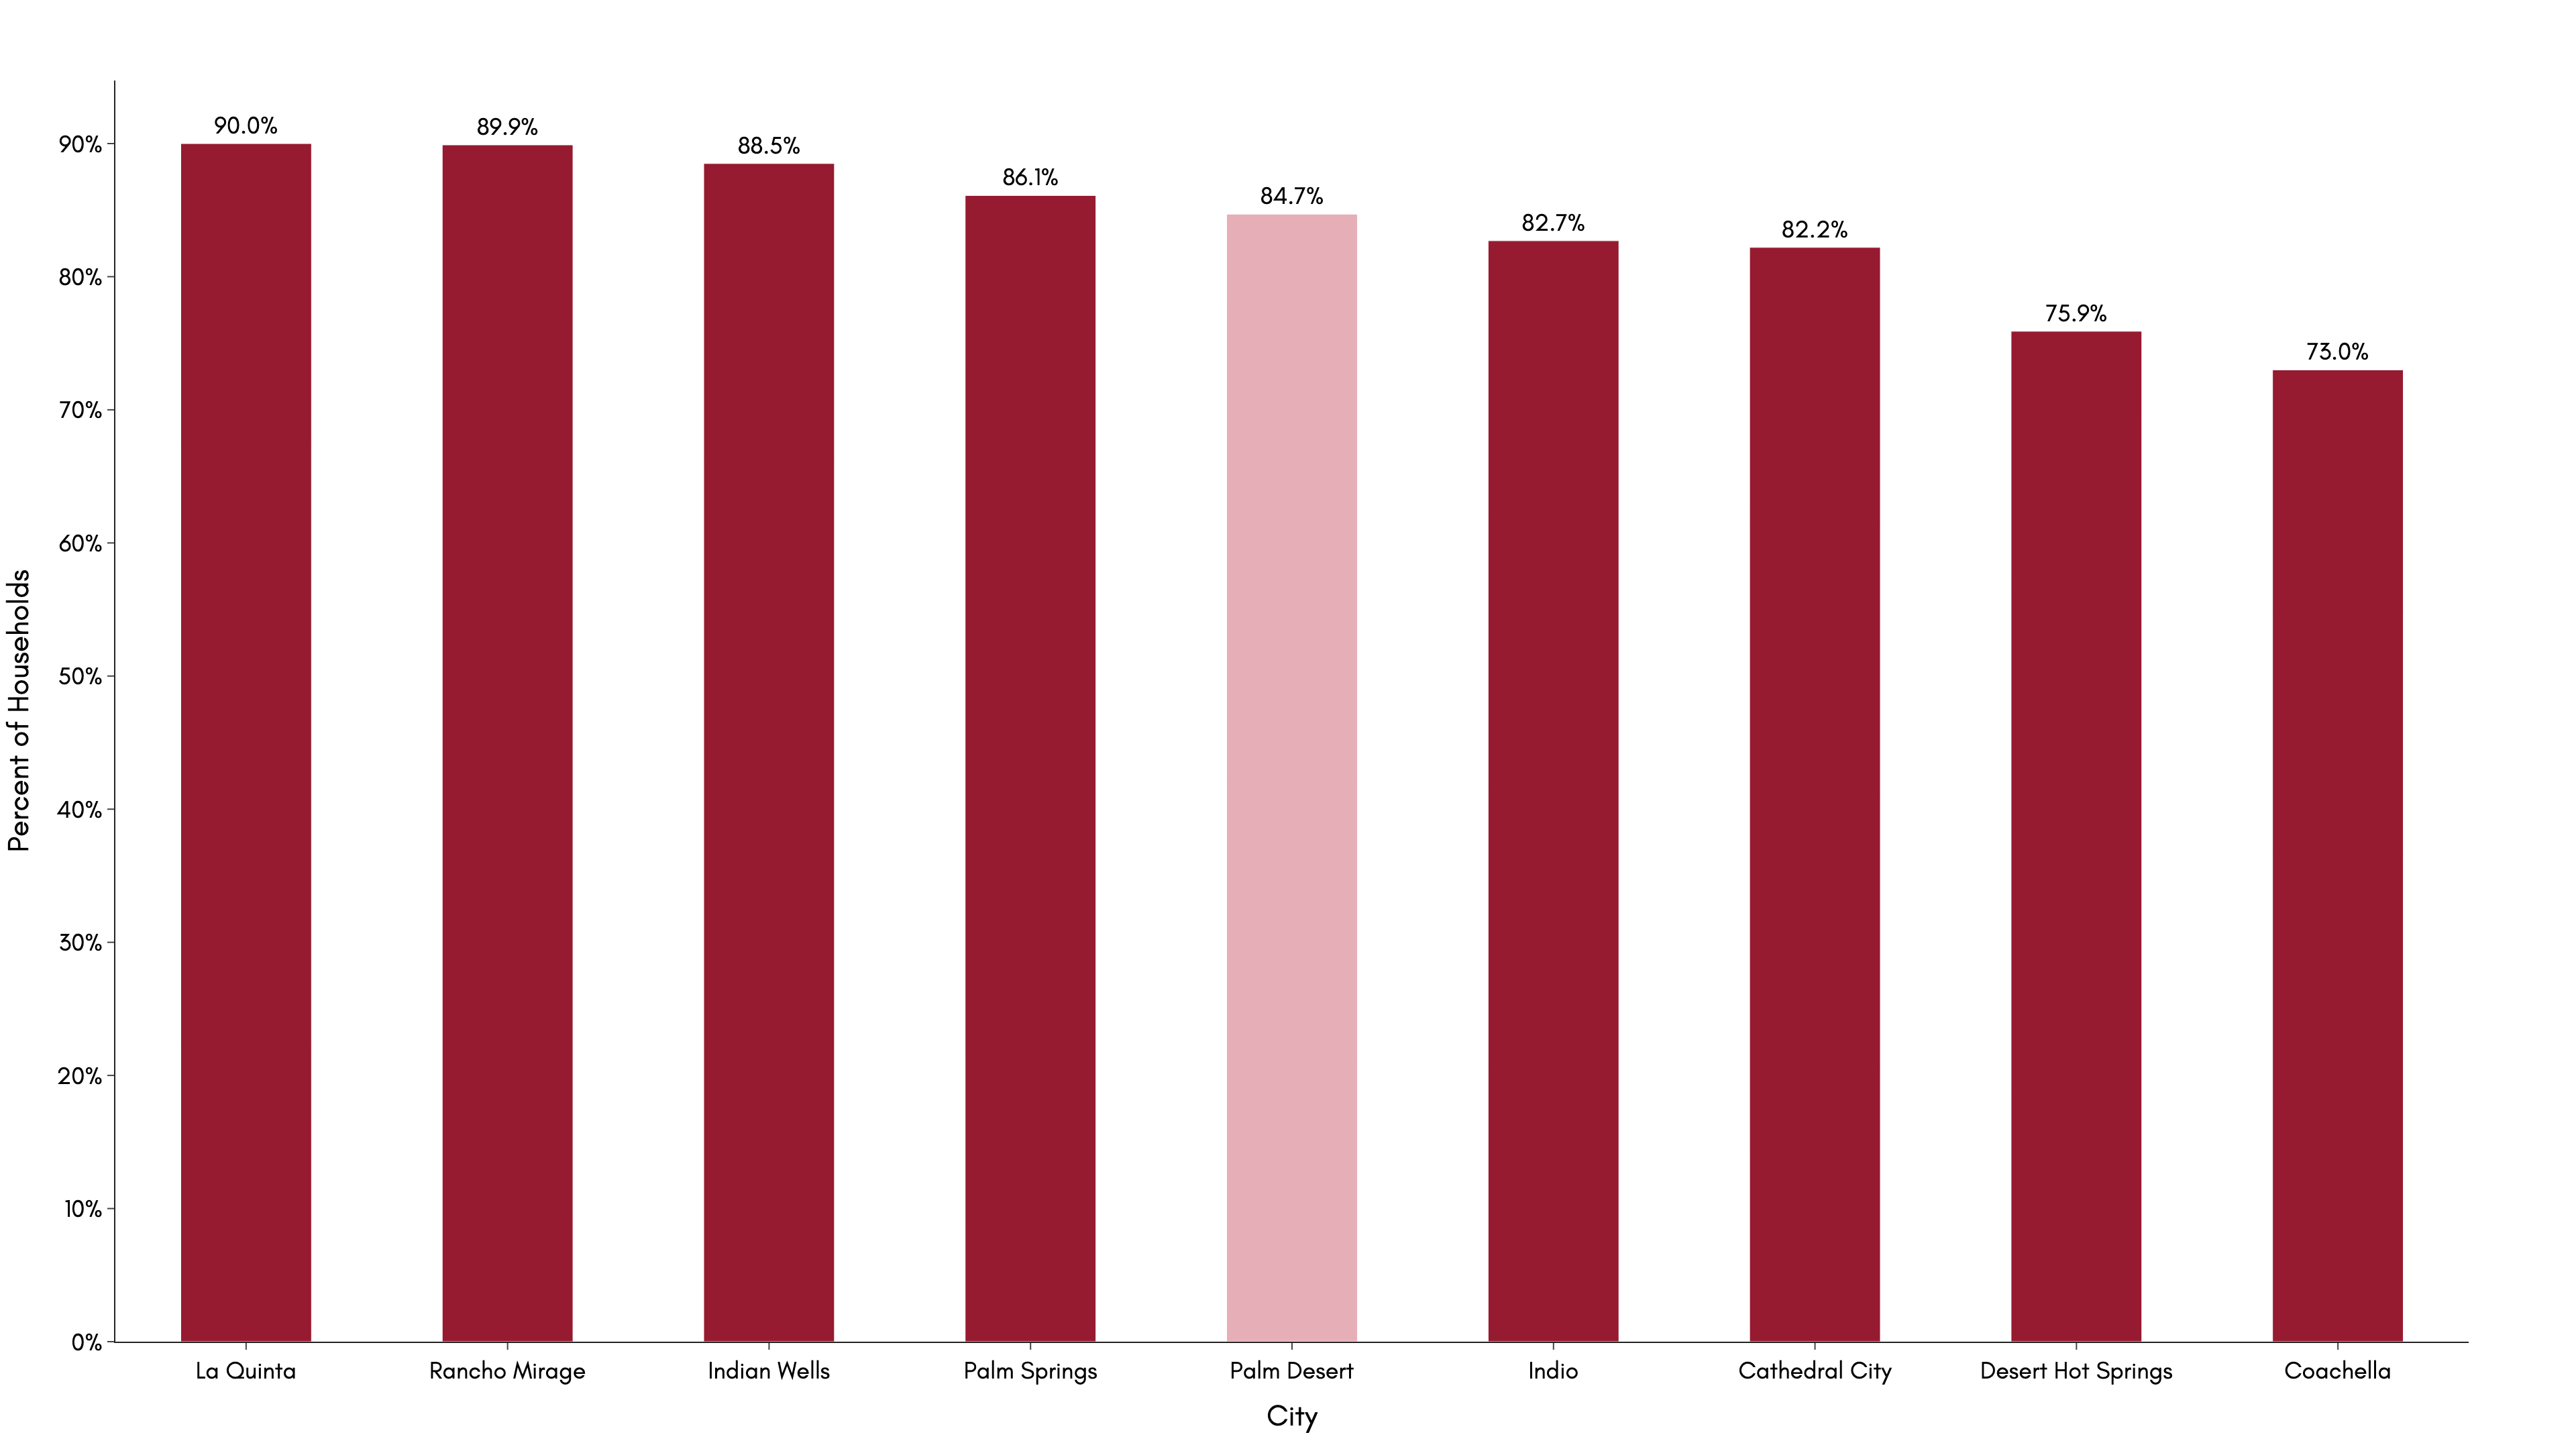 90.0%
89.9%
88.5%
86.1%
84.7%
82.7%
82.2%
75.9%
73.0%
90%
80%
70%
60%
50%
40%
30%
20%
10%
0%
Percent of Households
La Quinta
Rancho Mirage
Indian Wells
Palm Springs
Palm Desert
Indio
Cathedral City
Desert Hot Springs
Coachella
City